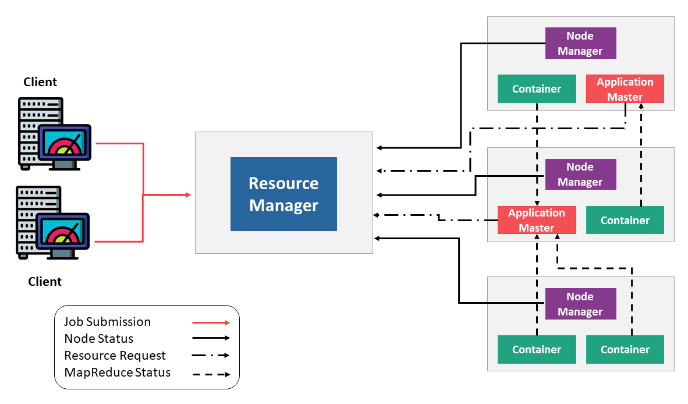 Client
Client
Job Submission
Node Status
Resource Request
MapReduce Status
Resource
Manager
Node
Manager
Container
Application
Master
Node
Manager
Application
Master
Container
Node
Manager
Container
Container